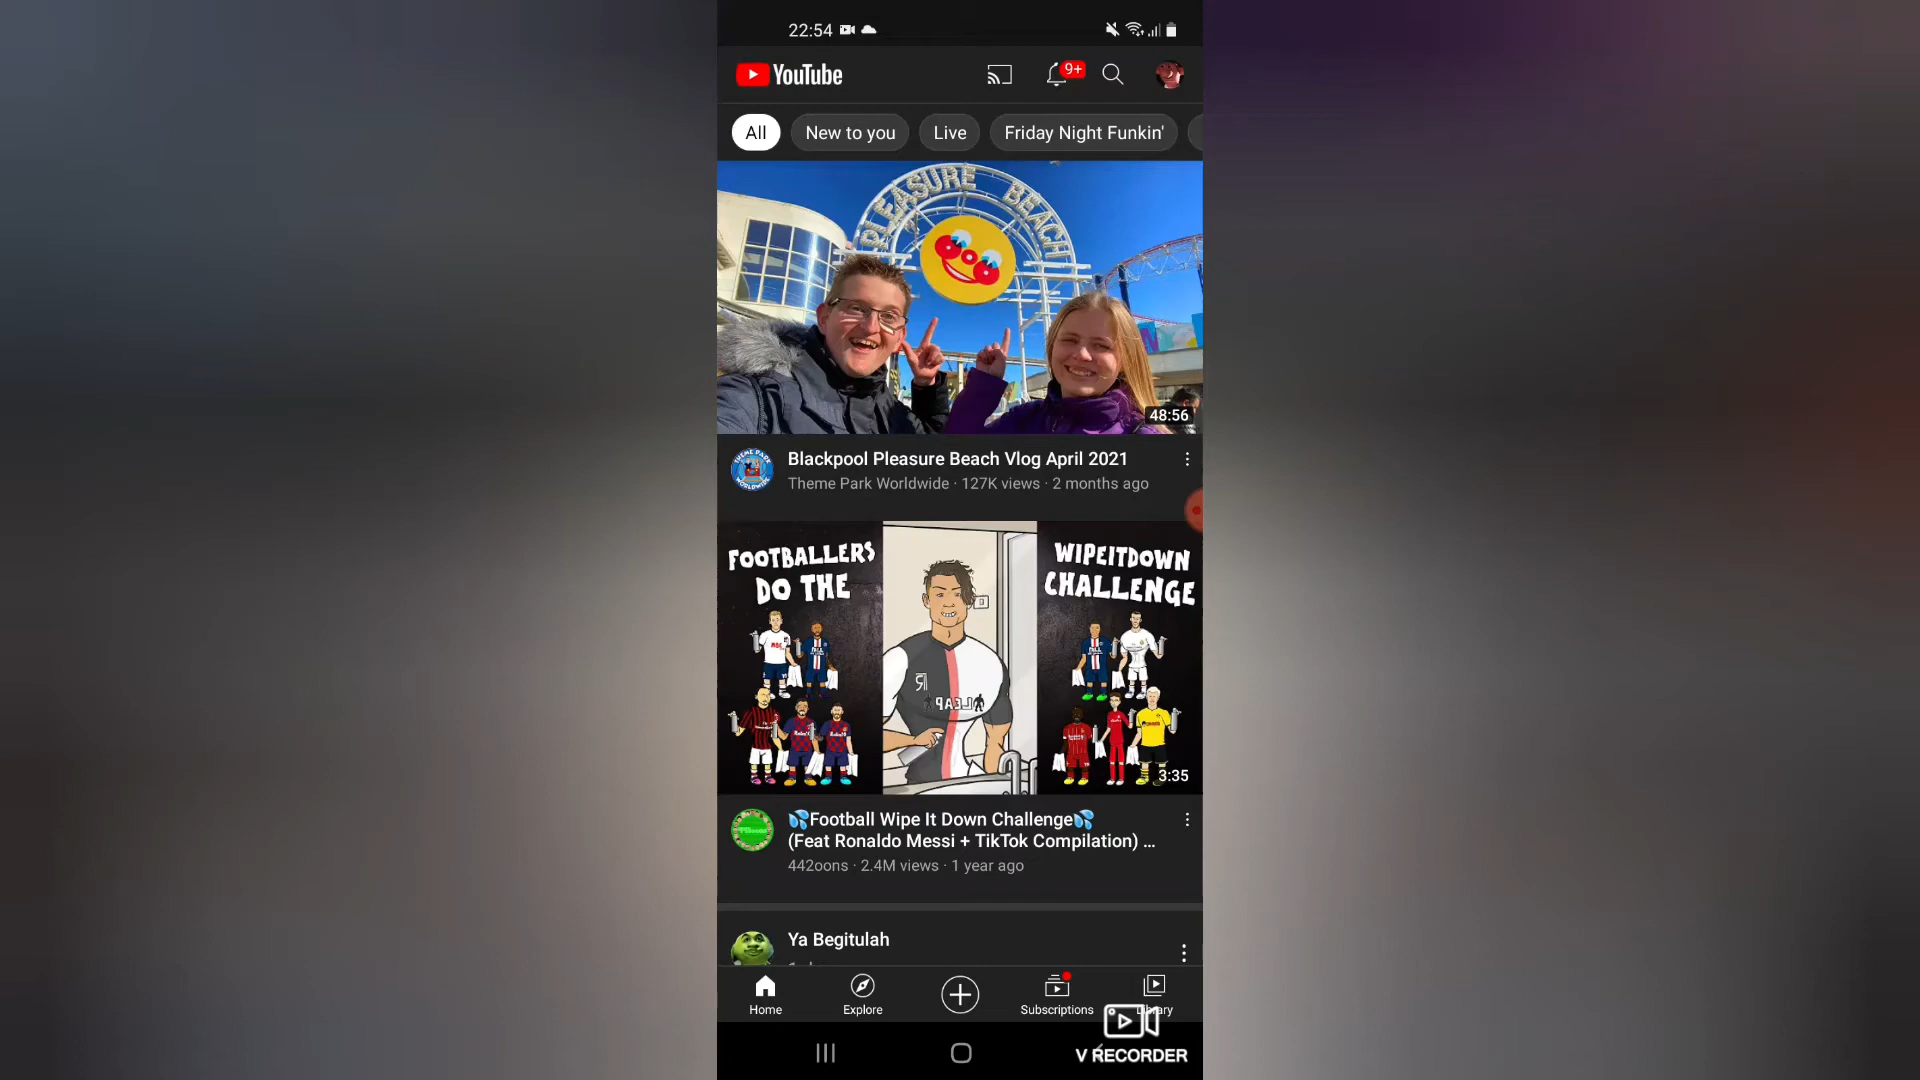 22:54
YouTube
9+
All
New to you
Live
Friday Night Funkin'
PLEASURE BEACH
48:56
Blackpool Pleasure Beach Vlog April 2021
Theme Park Worldwide · 127K views · 2 months ago
FOOTBALLERS
DO THE
WIPEITDOWN
CHALLENGE
3:35
💦Football Wipe It Down Challenge💦
(Feat Ronaldo Messi + TikTok Compilation) ...
442oons · 2.4M views · 1 year ago
Ya Begitulah
Home
Explore
Subscriptions
Library
V RECORDER